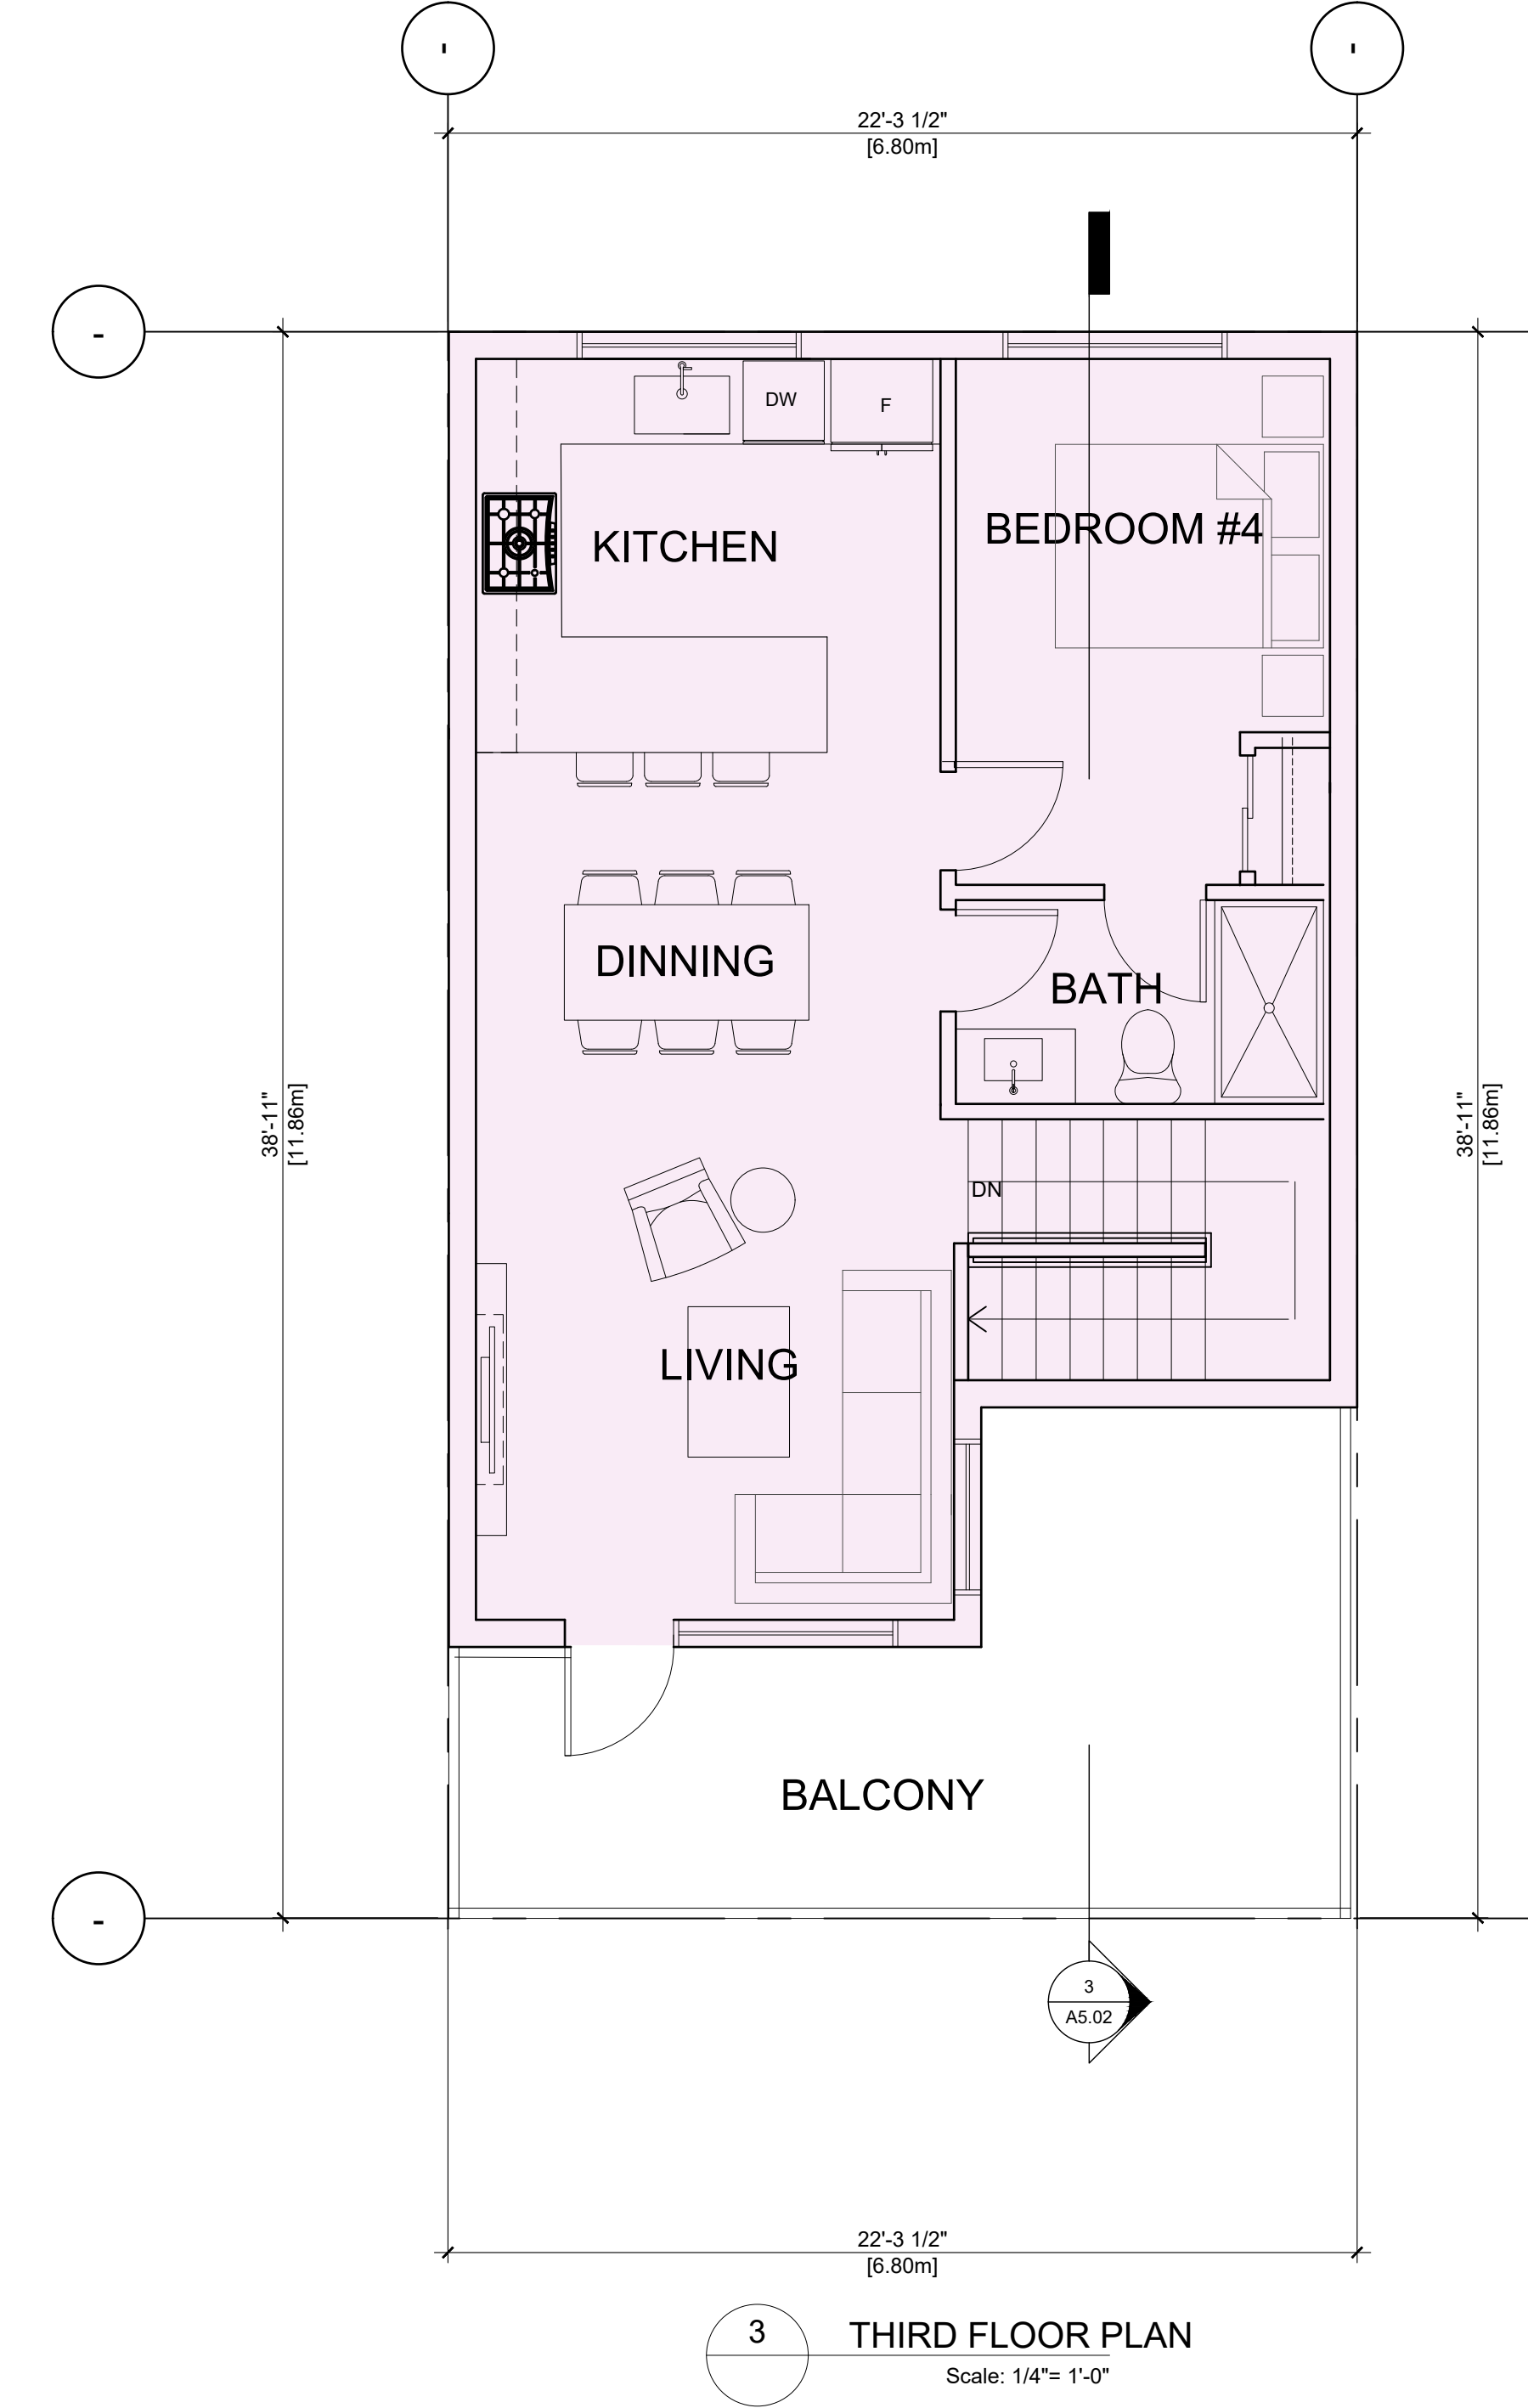 -
-
22'-3 1/2"
[6.80m]
-
DW
F
KITCHEN
BEDROOM #4
DINNING
BATH
38'-11"
[11.86m]
38'-11"
[11.86m]
DN
LIVING
BALCONY
-
3
A5.02
22'-3 1/2"
[6.80m]
3
THIRD FLOOR PLAN
Scale: 1/4"= 1'-0"